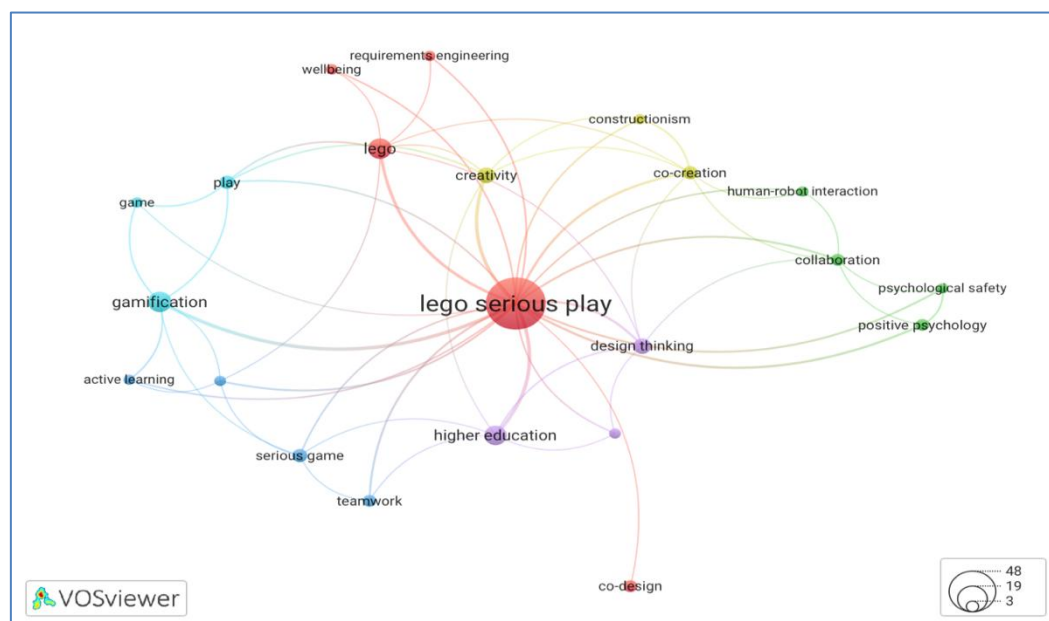 requirements engineering
wellbeing
constructionism
lego
creativity
co-creation
play
human-robot interaction
game
collaboration
psychological safety
gamification
lego serious play
positive psychology
design thinking
active learning
higher education
serious game
teamwork
co-design
VOSviewer
48
19
3